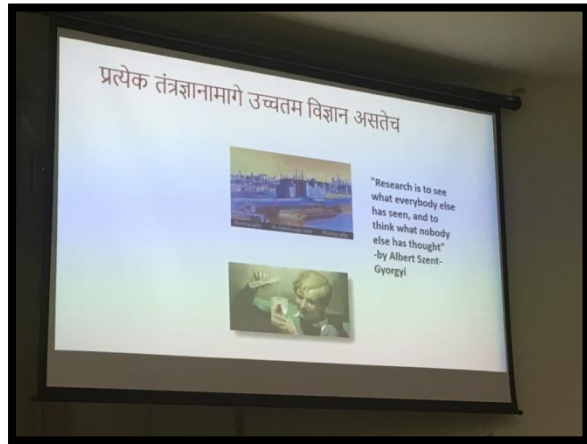 प्रत्येक तंत्रज्ञानामागे उच्चतम विज्ञान असतेच
"Research is to see
what everybody else
has seen, and to
think what nobody
else has thought"
-by Albert Szent-
Gyorgyi